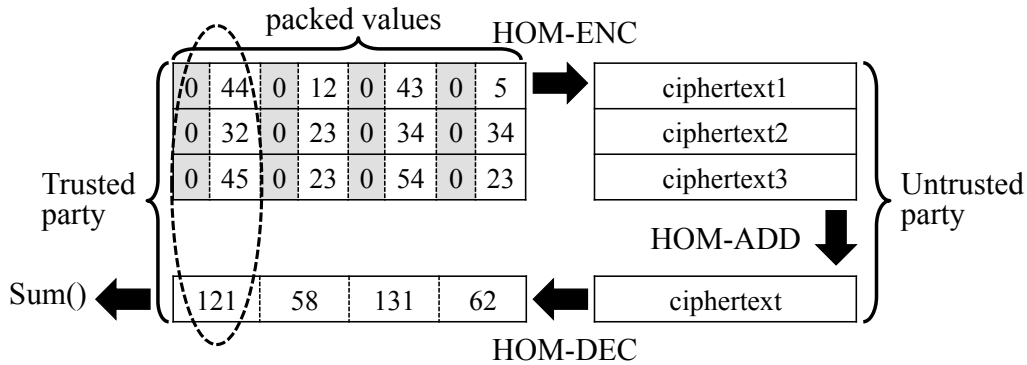 packed values
HOM-ENC
0 44 0 12 0 43 0 5
0 32 0 23 0 34 0 34
0 45 0 23 0 54 0 23
ciphertext1
ciphertext2
ciphertext3
Trusted
party
Untrusted
party
HOM-ADD
Sum()
121 58 131 62
ciphertext
HOM-DEC